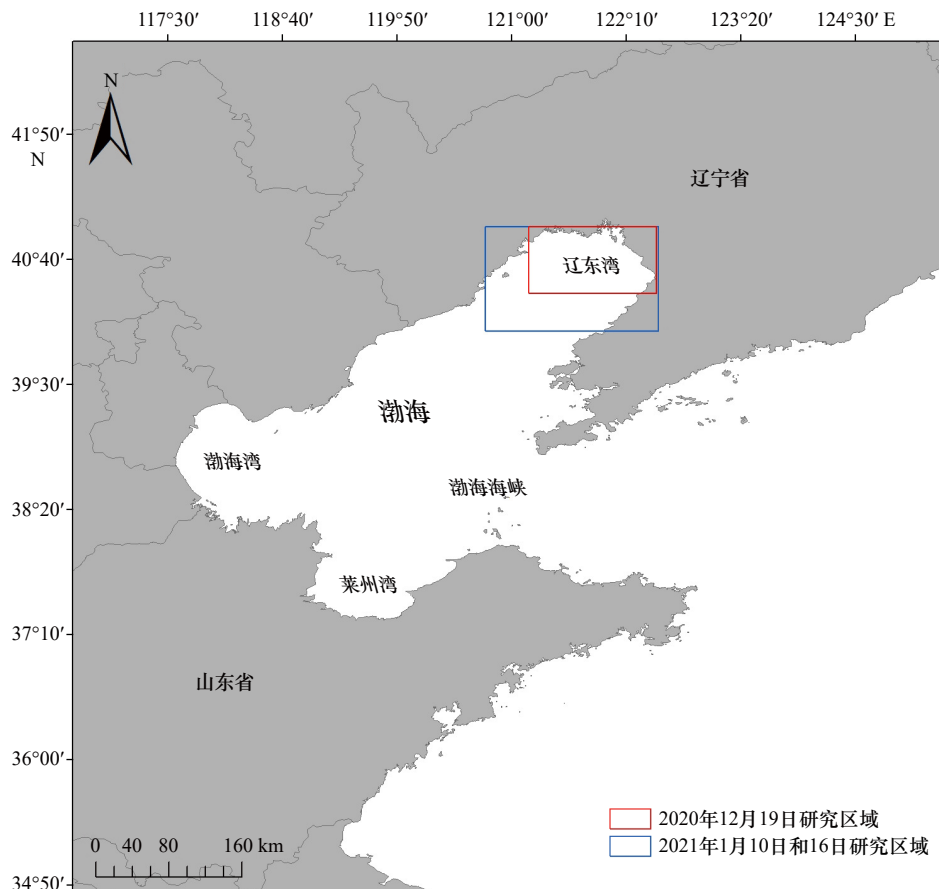 117°30′ 118°40′ 119°50′ 121°00′ 122°10′ 123°20′ 124°30′ E
N
41°50′
N
辽宁省
40°40′
辽东湾
39°30′
渤海
渤海湾
渤海海峡
38°20′
莱州湾
37°10′
山东省
36°00′
2020年12月19日研究区域
0 40 80 160 km
2021年1月10日和16日研究区域
34°50′